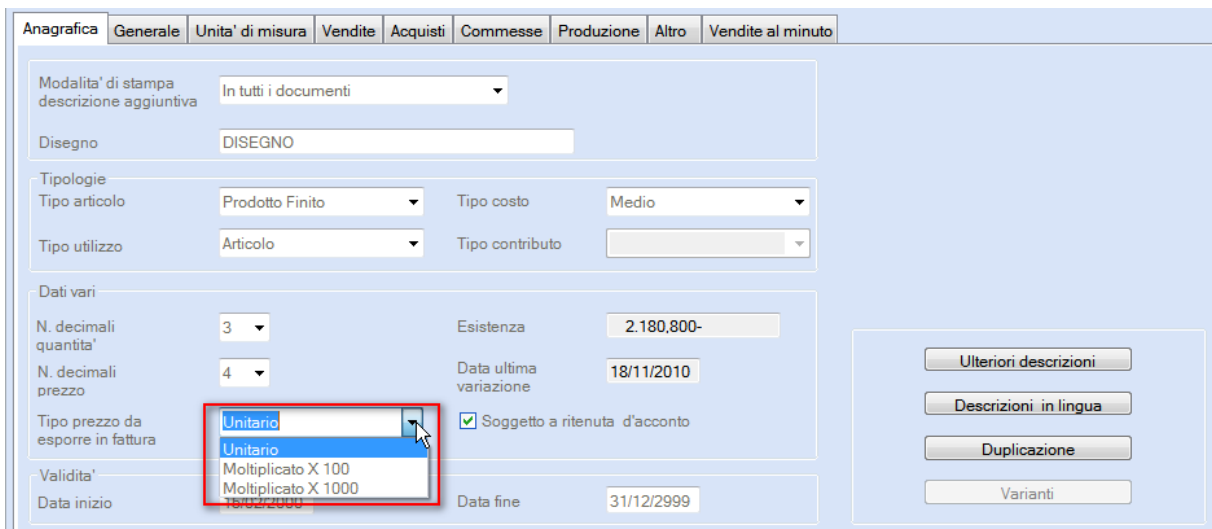 Anagrafica Generale Unita' di misura Vendite Acquisti Commesse Produzione Altro Vendite al minuto
Modalita' di stampa
descrizione aggiuntiva
In tutti i documenti
Disegno DISEGNO
Tipologie
Tipo articolo Prodotto Finito Tipo costo Medio
Tipo utilizzo Articolo Tipo contributo
Dati vari
N. decimali
quantita'
3 Esistenza 2.180,800-
N. decimali
prezzo
4 Data ultima
variazione
18/11/2010
Tipo prezzo da
esporre in fattura
Unitario Soggetto a ritenuta d'acconto
Unitario
Moltiplicato X 100
Moltiplicato X 1000
Validita'
Data inizio Data fine 31/12/2999
Ulteriori descrizioni
Descrizioni in lingua
Duplicazione
Varianti